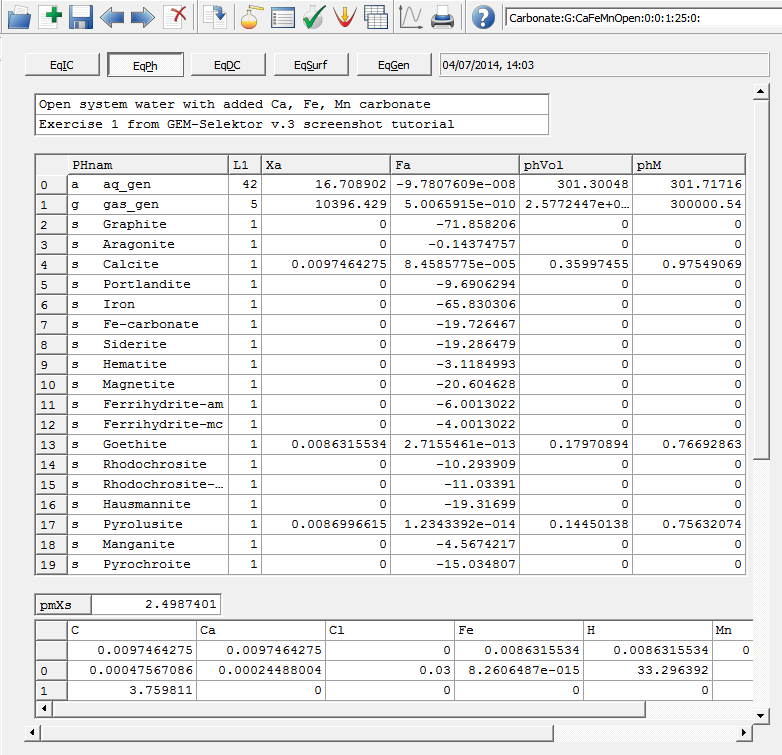 Carbonate:G:CaFeMnOpen:0:0:1:25:0:
EqIC EqPh EqDC EqSurf EqGen 04/07/2014, 14:03
Open system water with added Ca, Fe, Mn carbonate
Exercise 1 from GEM-Selektor v.3 screenshot tutorial
PHnam L1 Xa Fa phVol phM
0 a aq_gen 42 16.708902 -9.7807609e-008 301.30048 301.71716
1 g gas_gen 5 10396.429 5.0065915e-010 2.5772447e+0... 300000.54
2 s Graphite 1 0 -71.858206 0 0
3 s Aragonite 1 0 -0.14374757 0 0
4 s Calcite 1 0.0097464275 8.4585775e-005 0.35997455 0.97549069
5 s Portlandite 1 0 -9.6906294 0 0
6 s Iron 1 0 -65.830306 0 0
7 s Fe-carbonate 1 0 -19.726467 0 0
8 s Siderite 1 0 -19.286479 0 0
9 s Hematite 1 0 -3.1184993 0 0
10 s Magnetite 1 0 -20.604628 0 0
11 s Ferrihydrite-am 1 0 -6.0013022 0 0
12 s Ferrihydrite-mc 1 0 -4.0013022 0 0
13 s Goethite 1 0.0086315534 2.7155461e-013 0.17970894 0.76692863
14 s Rhodochrosite 1 0 -10.293909 0 0
15 s Rhodochrosite-... 1 0 -11.03391 0 0
16 s Hausmannite 1 0 -19.31699 0 0
17 s Pyrolusite 1 0.0086996615 1.2343392e-014 0.14450138 0.75632074
18 s Manganite 1 0 -4.5674217 0 0
19 s Pyrochroite 1 0 -15.034807 0 0
pmXs 2.4987401
C Ca Cl Fe H Mn
0.0097464275 0.0097464275 0 0.0086315534 0.0086315534 0
0 0.00047567086 0.00024488004 0.03 8.2606487e-015 33.296392
1 3.759811 0 0 0 0